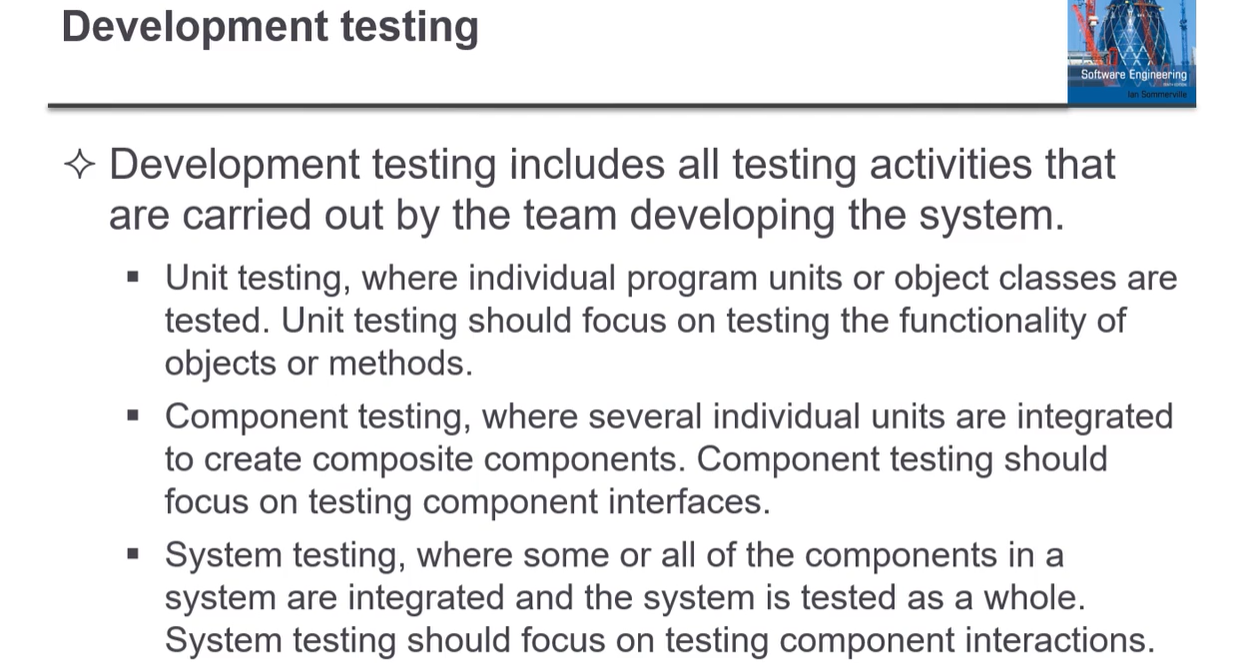 Development testing
Software Engineering
Ian Sommerville
Development testing includes all testing activities that
are carried out by the team developing the system.
Unit testing, where individual program units or object classes are
tested. Unit testing should focus on testing the functionality of
objects or methods.
Component testing, where several individual units are integrated
to create composite components. Component testing should
focus on testing component interfaces.
System testing, where some or all of the components in a
system are integrated and the system is tested as a whole.
System testing should focus on testing component interactions.